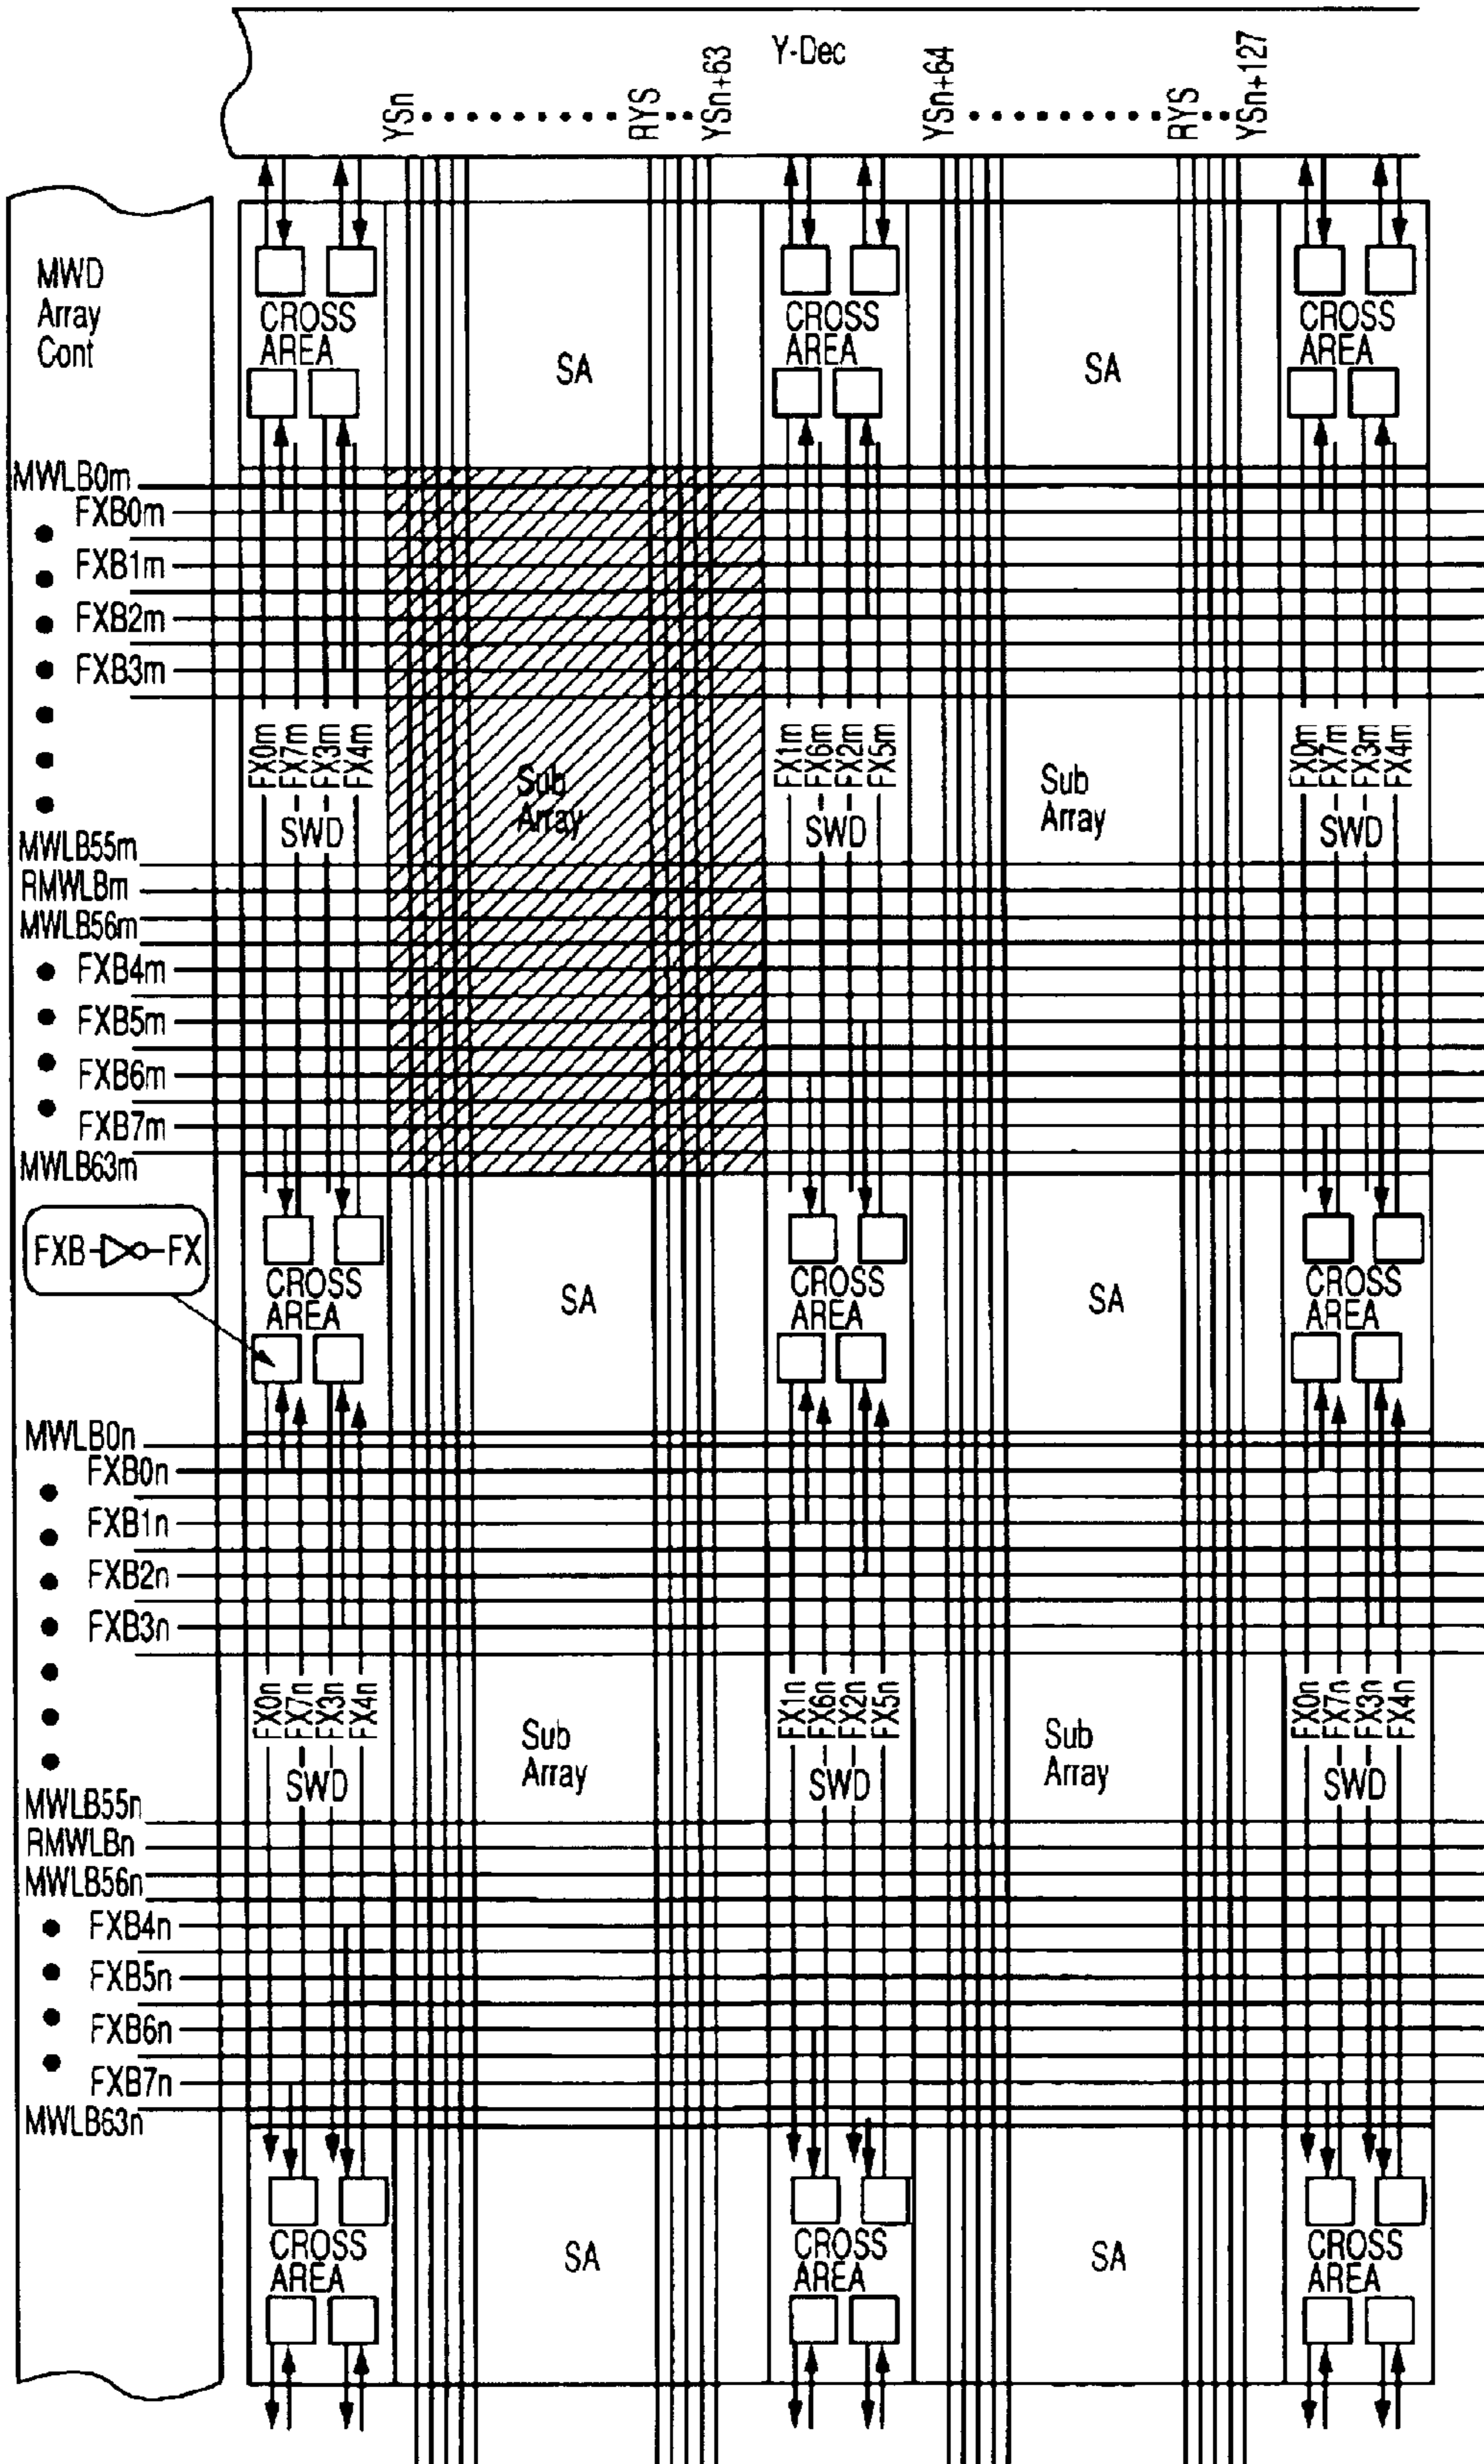 Y-Dec
YSn
RYS
YSn+63
YSn+64
RYS
YSn+127
MWD
Array
Cont
CROSS
AREA
SA
CROSS
AREA
SA
CROSS
AREA
MWLB0m
FXB0m
FXB1m
FXB2m
FXB3m
FX0m
FX7m
FX3m
FX4m
SWD
Sub
Array
FX1m
FX6m
FX2m
FX5m
SWD
Sub
Array
FX0m
FX7m
FX3m
FX4m
SWD
MWLB55m
RMWLBm
MWLB56m
FXB4m
FXB5m
FXB6m
FXB7m
MWLB63m
FXB FX
CROSS
AREA
SA
CROSS
AREA
SA
CROSS
AREA
MWLB0n
FXB0n
FXB1n
FXB2n
FXB3n
FX0n
FX7n
FX3n
FX4n
SWD
Sub
Array
FX1n
FX6n
FX2n
FX5n
SWD
Sub
Array
FX0n
FX7n
FX3n
FX4n
SWD
MWLB55n
RMWLBn
MWLB56n
FXB4n
FXB5n
FXB6n
FXB7n
MWLB63n
CROSS
AREA
SA
CROSS
AREA
SA
CROSS
AREA